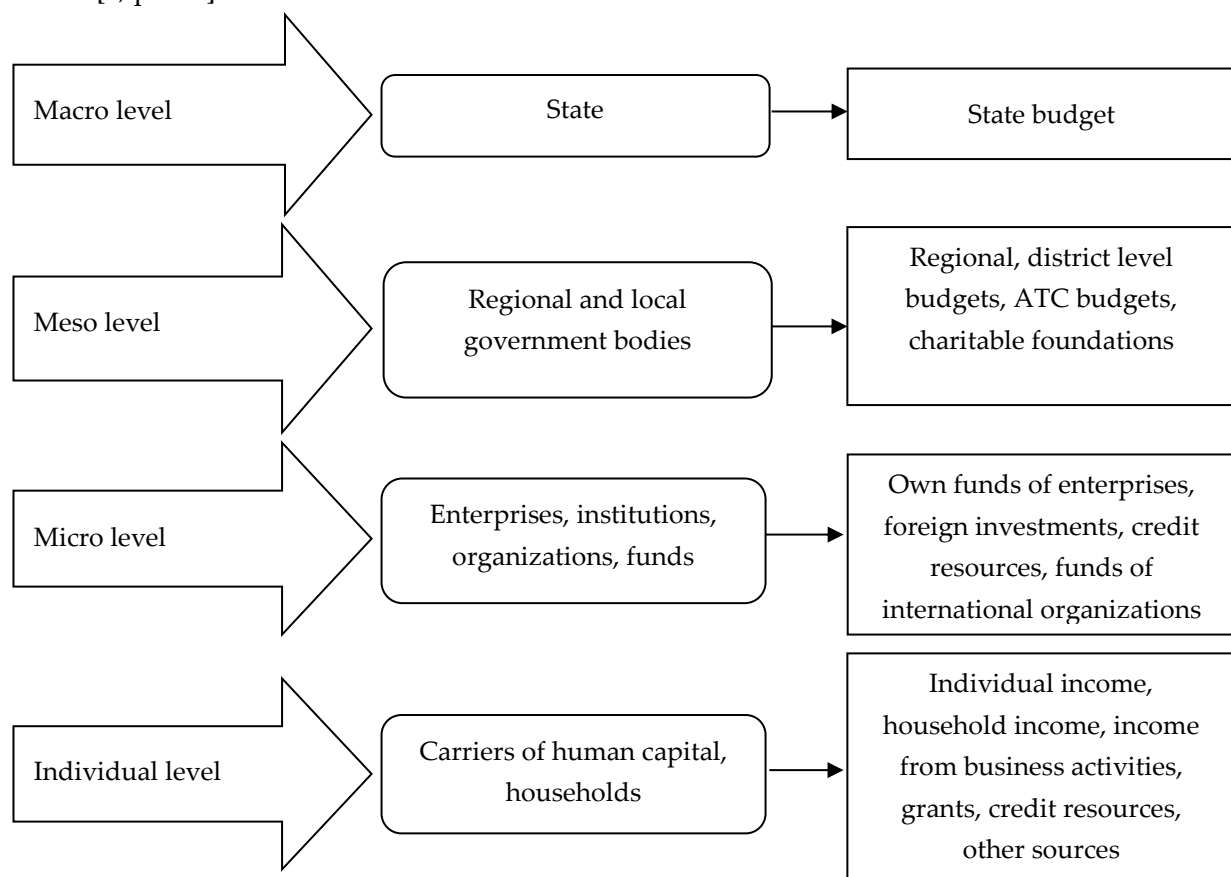 Macro level
State
State budget
Meso level
Regional and local
government bodies
Regional, district level
budgets, ATC budgets,
charitable foundations
Micro level
Enterprises, institutions,
organizations, funds
Own funds of enterprises,
foreign investments, credit
resources, funds of
international organizations
Individual level
Carriers of human capital,
households
Individual income,
household income, income
from business activities,
grants, credit resources,
other sources